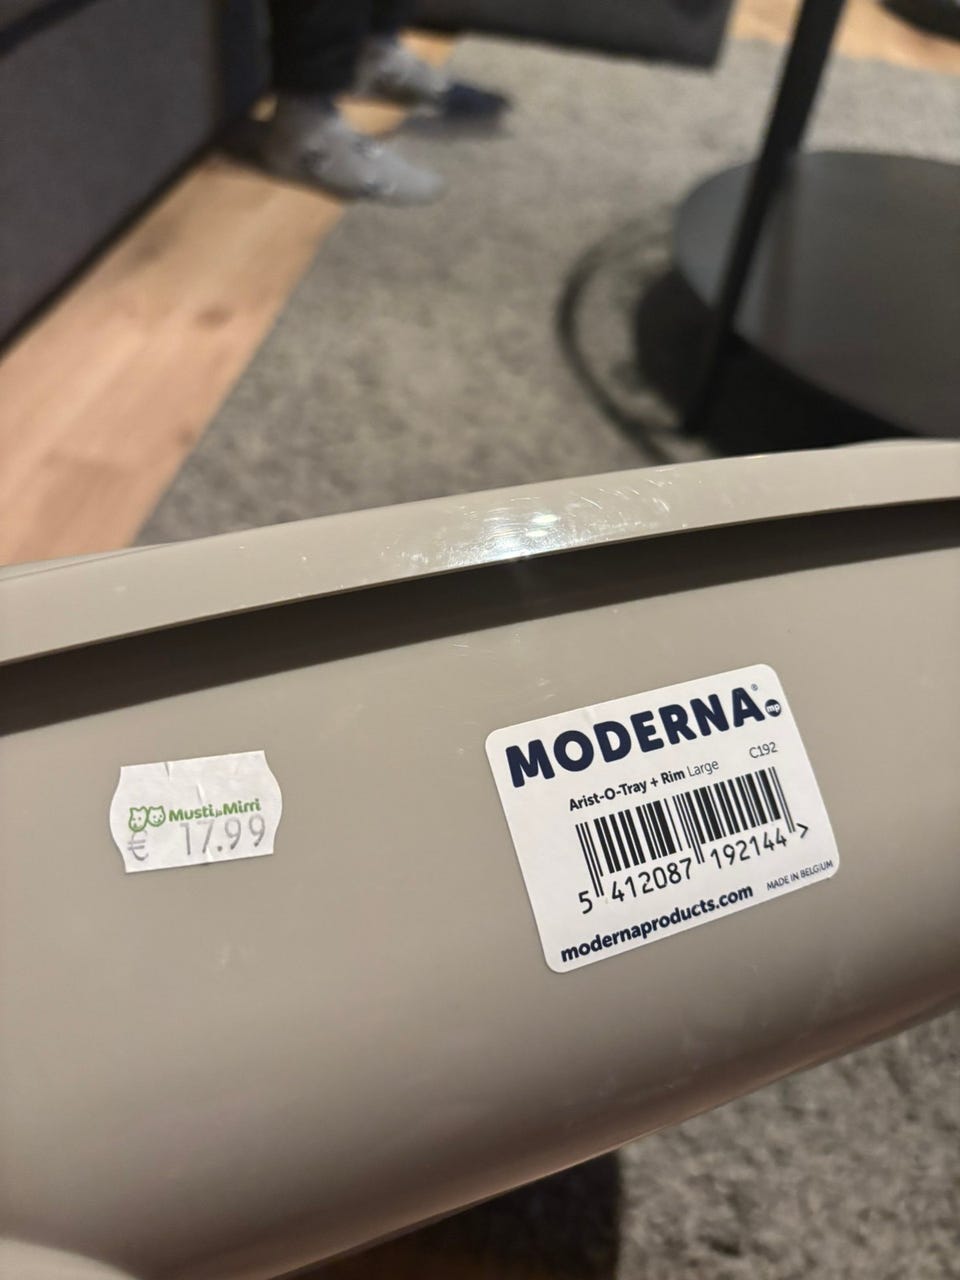 Musti ja Mirri
€ 17.99
MODERNA® mp
C192
Arist-O-Tray + Rim Large
5 412087 192144 >
MADE IN BELGIUM
modernaproducts.com